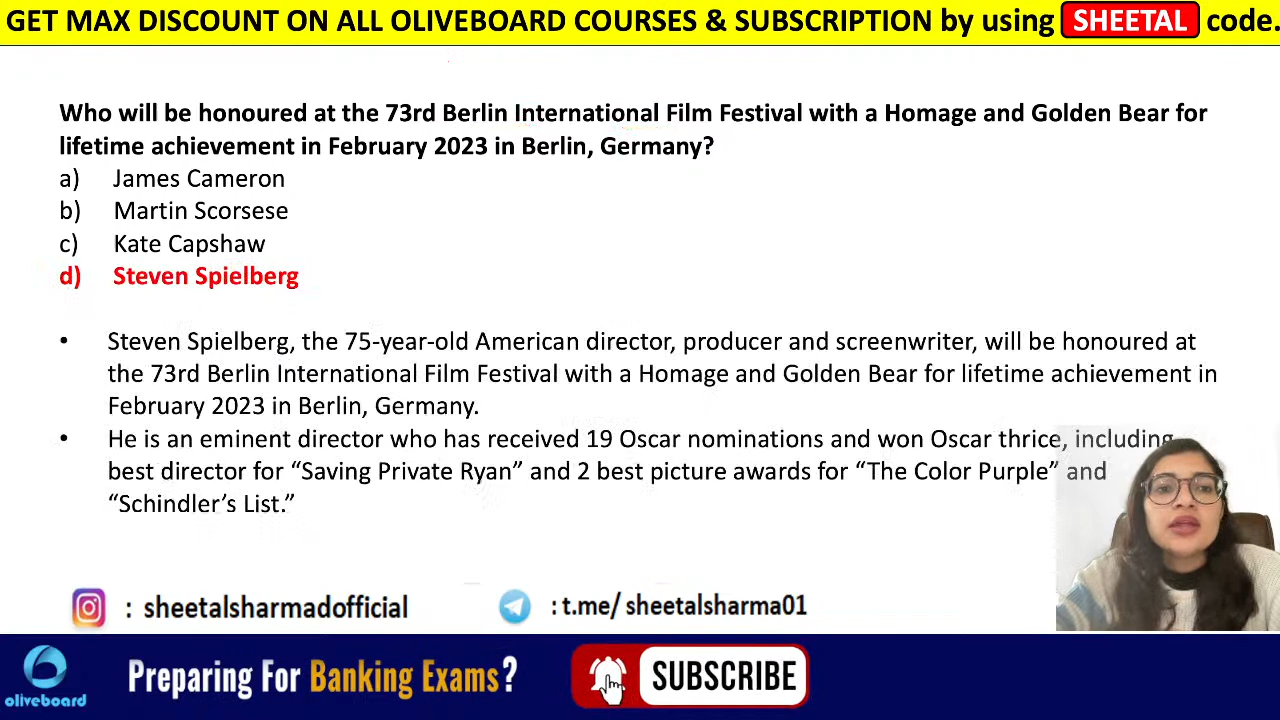 GET MAX DISCOUNT ON ALL OLIVEBOARD COURSES & SUBSCRIPTION by using SHEETAL code.
Who will be honoured at the 73rd Berlin International Film Festival with a Homage and Golden Bear for
lifetime achievement in February 2023 in Berlin, Germany?
a) James Cameron
b) Martin Scorsese
c) Kate Capshaw
d) Steven Spielberg
• Steven Spielberg, the 75-year-old American director, producer and screenwriter, will be honoured at
the 73rd Berlin International Film Festival with a Homage and Golden Bear for lifetime achievement in
February 2023 in Berlin, Germany.
• He is an eminent director who has received 19 Oscar nominations and won Oscar thrice, including
best director for “Saving Private Ryan” and 2 best picture awards for “The Color Purple” and
“Schindler’s List.”
: sheetalsharmadofficial
: t.me/ sheetalsharma01
oliveboard
Preparing For Banking Exams?
SUBSCRIBE